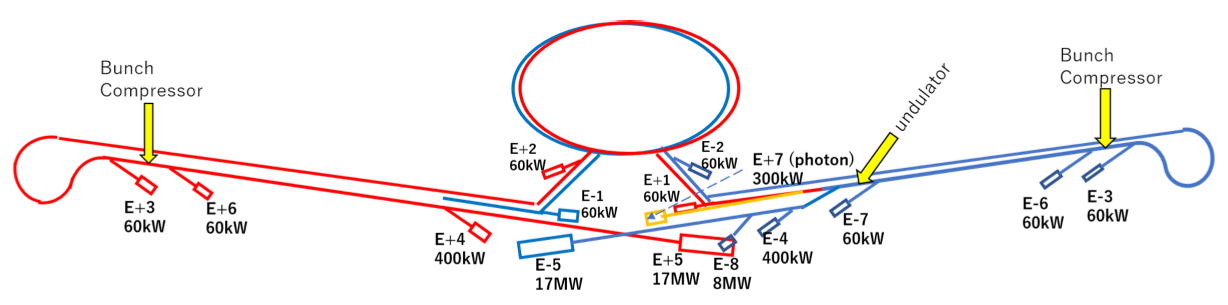 Bunch
Compressor
E+3
60kW
E+6
60kW
E+4
400kW
E+2
60kW
E-1
60kW
E-5
17MW
E-2
60kW
E+1
60kW
E+7 (photon)
300kW
undulator
E+5
17MW
E-8
8MW
E-4
400kW
E-7
60kW
Bunch
Compressor
E-6
60kW
E-3
60kW